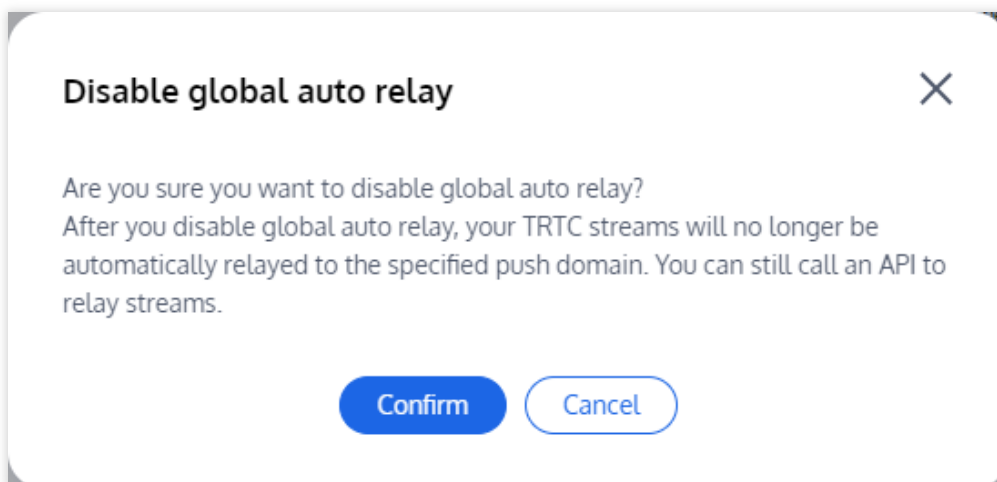 Disable global auto relay
Are you sure you want to disable global auto relay?
After you disable global auto relay, your TRTC streams will no longer be
automatically relayed to the specified push domain. You can still call an API to
relay streams.
Confirm
Cancel